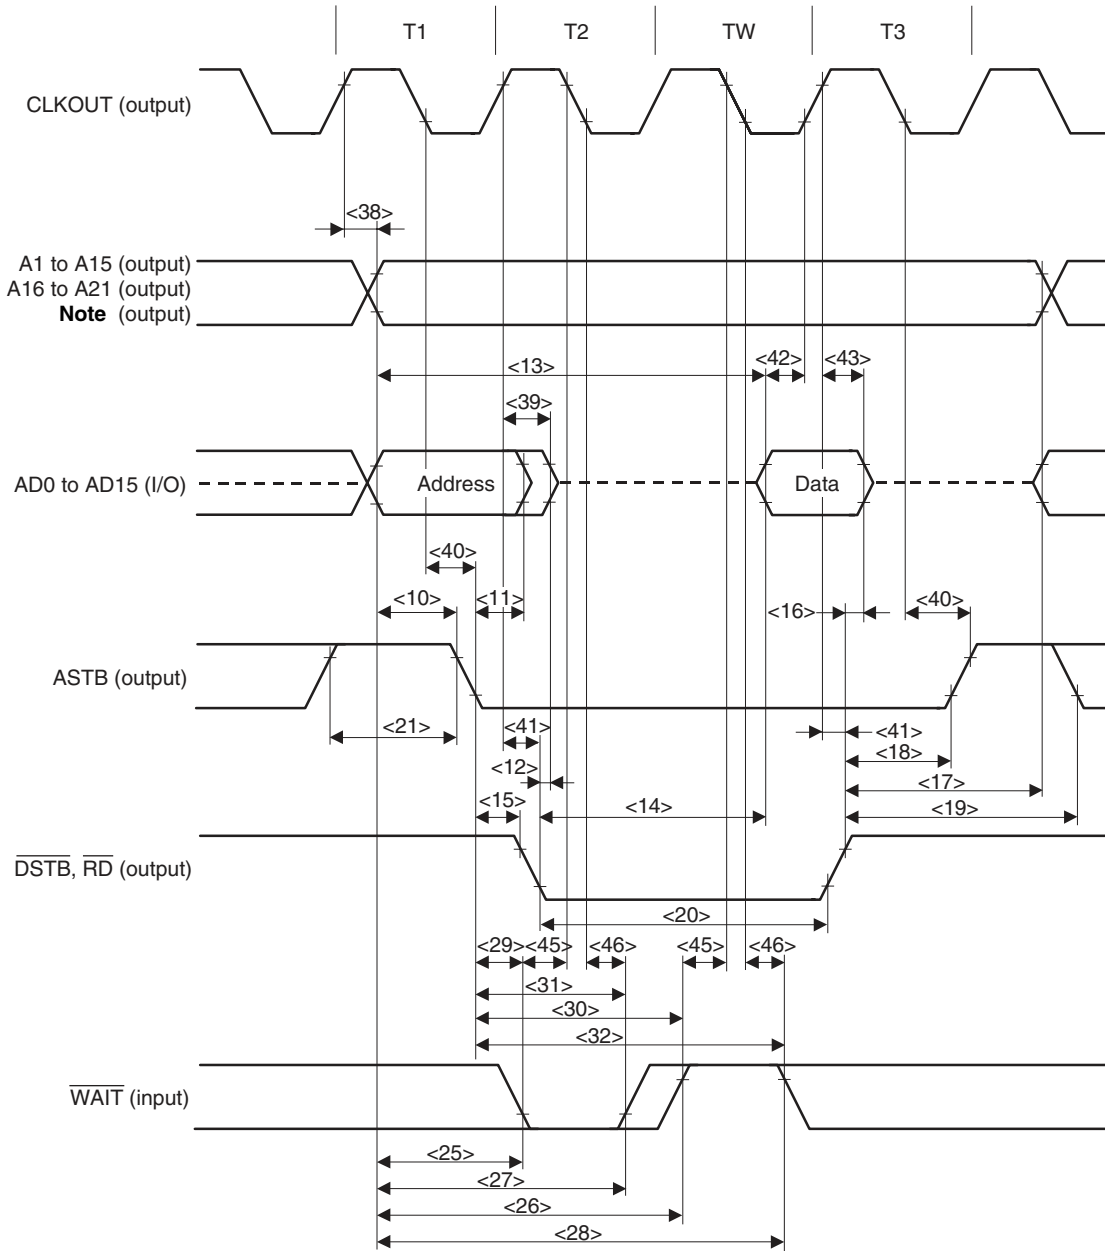 T1 T2 TW T3
CLKOUT (output)
<38>
A1 to A15 (output)
A16 to A21 (output)
Note (output)
<13> <42> <43>
<39>
AD0 to AD15 (I/O) Address Data
<40>
<10> <11> <16> <40>
ASTB (output)
<21> <41> <41>
<18>
<12>
<17>
<15> <14> <19>
DSTB, RD (output)
<20>
<29> <45> <46> <45> <46>
<31>
<30>
<32>
WAIT (input)
<25>
<27>
<26>
<28>